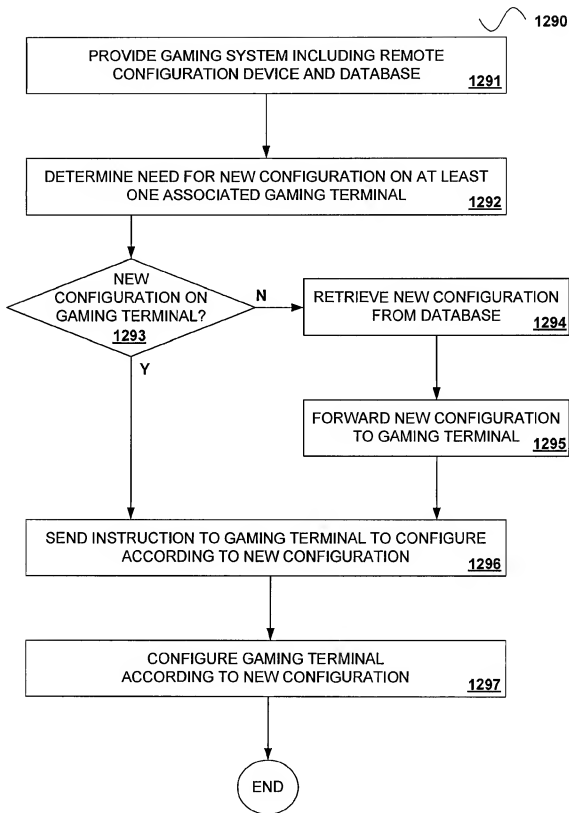 1290
PROVIDE GAMING SYSTEM INCLUDING REMOTE
CONFIGURATION DEVICE AND DATABASE
1291
DETERMINE NEED FOR NEW CONFIGURATION ON AT LEAST
ONE ASSOCIATED GAMING TERMINAL
1292
NEW
CONFIGURATION ON
GAMING TERMINAL?
1293
N
Y
RETRIEVE NEW CONFIGURATION
FROM DATABASE
1294
FORWARD NEW CONFIGURATION
TO GAMING TERMINAL
1295
SEND INSTRUCTION TO GAMING TERMINAL TO CONFIGURE
ACCORDING TO NEW CONFIGURATION
1296
CONFIGURE GAMING TERMINAL
ACCORDING TO NEW CONFIGURATION
1297
END